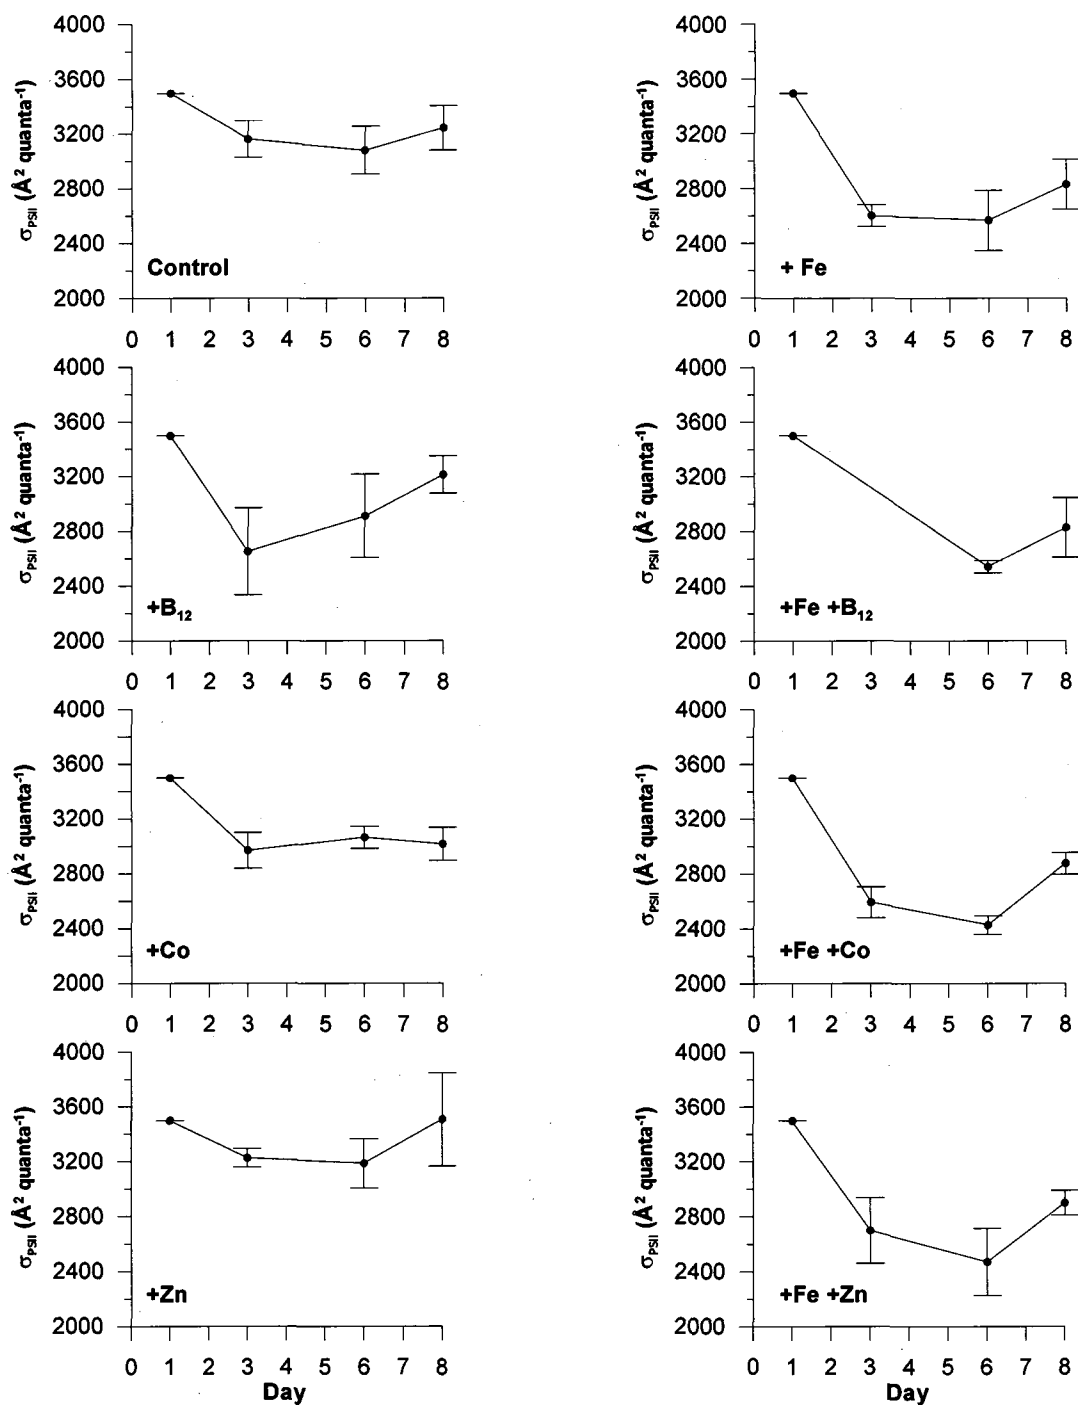 4000
3600
3200
2800
2400
2000
σPSII (Å² quanta⁻¹)
Control
0 1 2 3 4 5 6 7 8
4000
3600
3200
2800
2400
2000
σPSII (Å² quanta⁻¹)
+ Fe
0 1 2 3 4 5 6 7 8
4000
3600
3200
2800
2400
2000
σPSII (Å² quanta⁻¹)
+B₁₂
0 1 2 3 4 5 6 7 8
4000
3600
3200
2800
2400
2000
σPSII (Å² quanta⁻¹)
+Fe +B₁₂
0 1 2 3 4 5 6 7 8
4000
3600
3200
2800
2400
2000
σPSII (Å² quanta⁻¹)
+Co
0 1 2 3 4 5 6 7 8
4000
3600
3200
2800
2400
2000
σPSII (Å² quanta⁻¹)
+Fe +Co
0 1 2 3 4 5 6 7 8
4000
3600
3200
2800
2400
2000
σPSII (Å² quanta⁻¹)
+Zn
0 1 2 3 4 5 6 7 8
Day
4000
3600
3200
2800
2400
2000
σPSII (Å² quanta⁻¹)
+Fe +Zn
0 1 2 3 4 5 6 7 8
Day